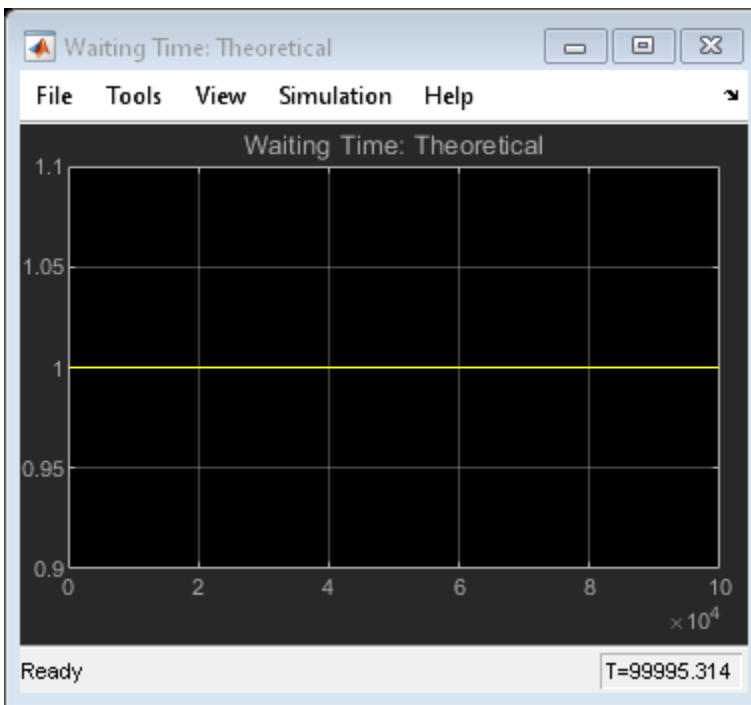 Waiting Time: Theoretical
File Tools View Simulation Help
Waiting Time: Theoretical
1.1
1.05
1
0.95
0.9
0 2 4 6 8 10
×10⁴
Ready T=99995.314